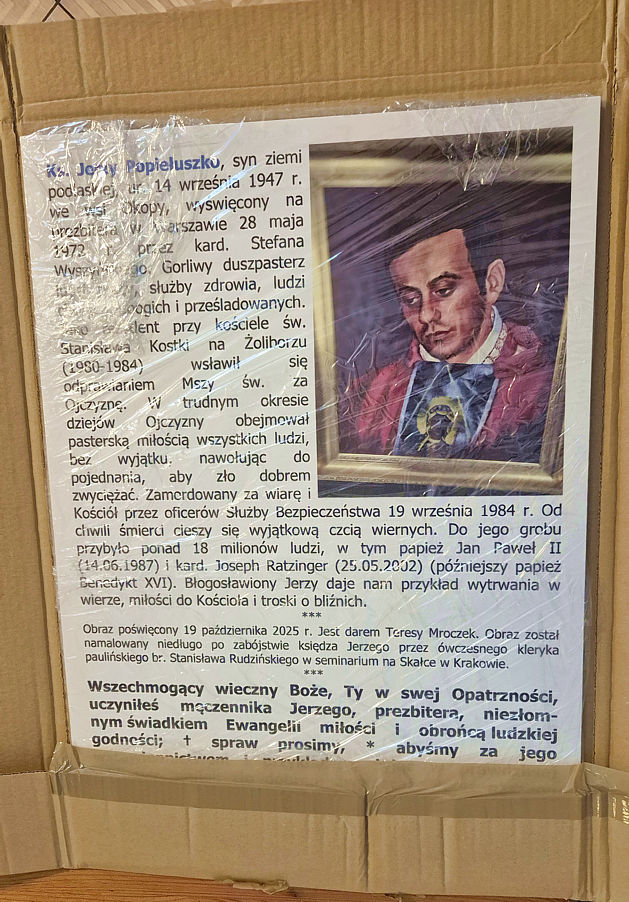 Ks. Jerzy Popiełuszko, syn ziemi
podlaskiej, ur. 14 września 1947 r.
we wsi Okopy, wyświęcony na
prezbitera w Warszawie 28 maja
1972 r. przez kard. Stefana
Wyszyńskiego. Gorliwy duszpasterz
służby zdrowia, ludzi
i prześladowanych.
Jako rezydent przy kościele św.
Stanisława Kostki na Żoliborzu
(1980-1984) wsławił się
odprawianiem Mszy św. za
Ojczyznę. W trudnym okresie
dziejów Ojczyzny obejmował
pasterską miłością wszystkich ludzi,
bez wyjątku, nawołując do
pojednania, aby zło dobrem
zwyciężać. Zamordowany za wiarę i
Kościół przez oficerów Służby Bezpieczeństwa 19 września 1984 r. Od
chwili śmierci cieszy się wyjątkową czcią wiernych. Do jego grobu
przybyło ponad 18 milionów ludzi, w tym papież Jan Paweł II
(14.06.1987) i kard. Joseph Ratzinger (25.05.2002) (późniejszy papież
Benedykt XVI). Błogosławiony Jerzy daje nam przykład wytrwania w
wierze, miłości do Kościoła i troski o bliźnich.
***
Obraz poświęcony 19 października 2025 r. Jest darem Teresy Mroczek. Obraz został
namalowany niedługo po zabójstwie księdza Jerzego przez ówczesnego kleryka
paulińskiego br. Stanisława Rudzińskiego w seminarium na Skałce w Krakowie.
***
Wszechmogący wieczny Boże, Ty w swej Opatrzności,
uczyniłeś męczennika Jerzego, prezbitera, niezłom-
nym świadkiem Ewangelii miłości i obrońcą ludzkiej
godności; † spraw prosimy, * abyśmy za jego